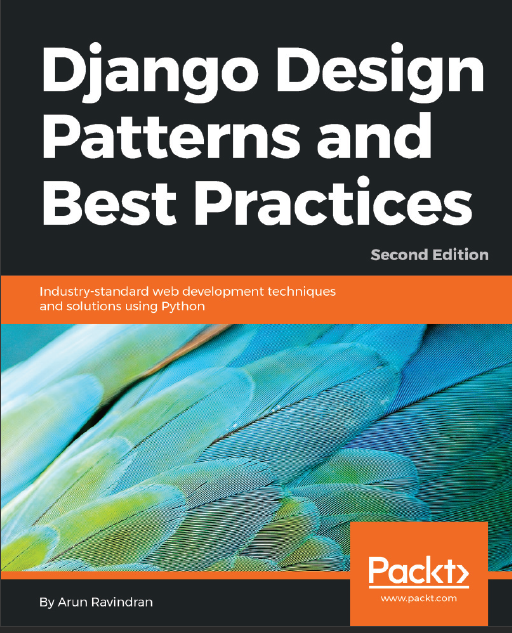 Django Design
Patterns and
Best Practices
Second Edition
Industry-standard web development techniques
and solutions using Python
Packt>
www.packt.com
By Arun Ravindran